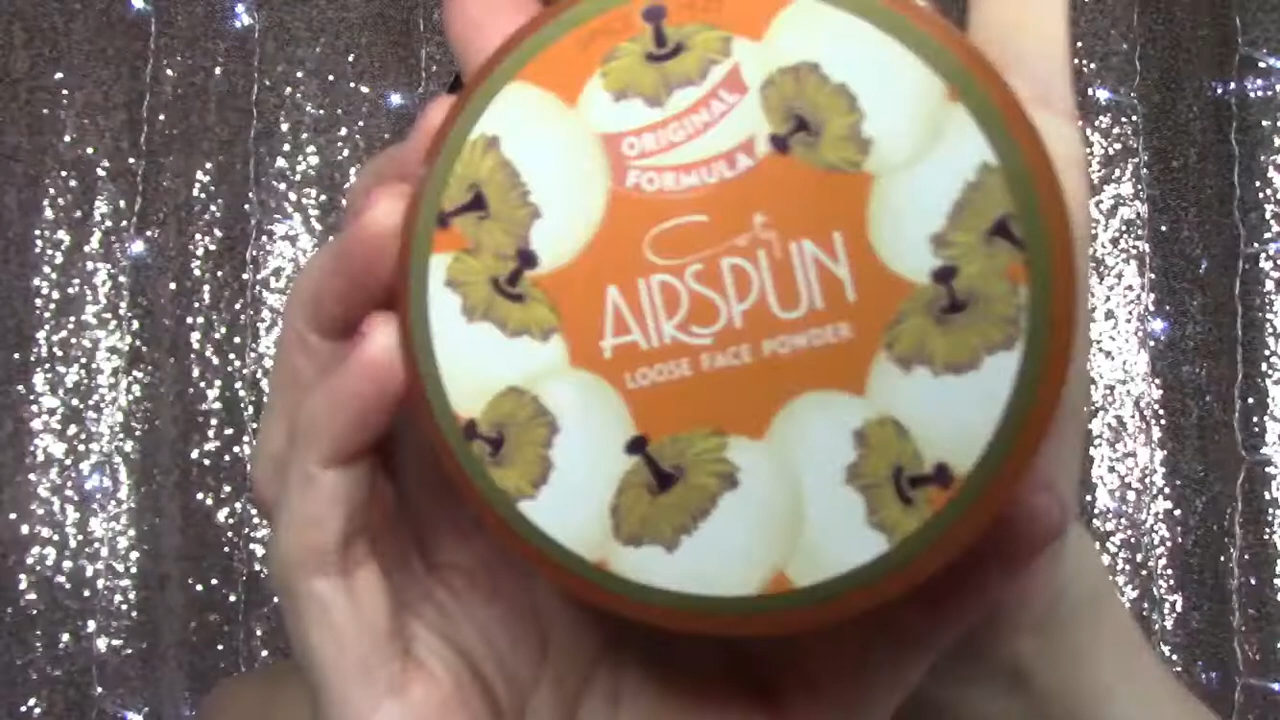 ORIGINAL
FORMULA
Coty
AIRSPUN
LOOSE FACE POWDER